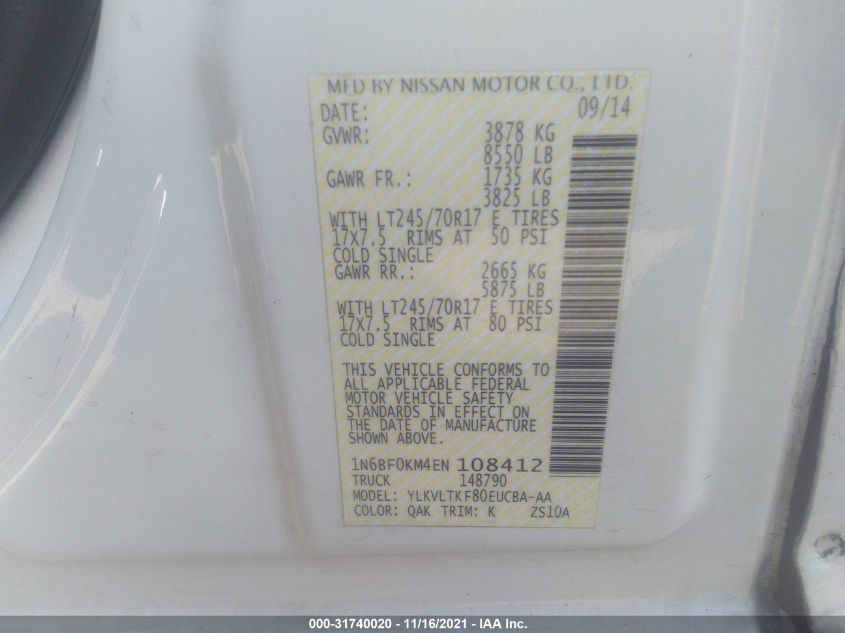 MFD BY NISSAN MOTOR CO., LTD.
DATE: 09/14
GVWR: 3878 KG
8550 LB
GAWR FR.: 1735 KG
3825 LB
WITH LT245/70R17 E TIRES
17X7.5 RIMS AT 50 PSI
COLD SINGLE
GAWR RR.: 2665 KG
5875 LB
WITH LT245/70R17 E TIRES
17X7.5 RIMS AT 80 PSI
COLD SINGLE
THIS VEHICLE CONFORMS TO
ALL APPLICABLE FEDERAL
MOTOR VEHICLE SAFETY
STANDARDS IN EFFECT ON
THE DATE OF MANUFACTURE
SHOWN ABOVE.
1N6BF0KM4EN 108412
TRUCK 148790
MODEL: YLKVLTKF80EUCBA-AA
COLOR: QAK TRIM: K ZS10A
000-31740020 - 11/16/2021 - IAA Inc.